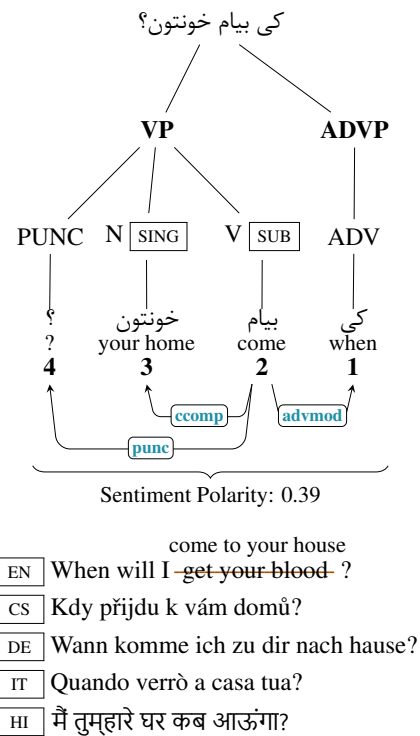 کی بیام خونتون؟
VP ADVP
PUNC N SING V SUB ADV
؟ خونتون بیام کی
? your home come when
4 3 2 1
ccomp advmod
punc
Sentiment Polarity: 0.39
come to your house
EN When will I get your blood ?
CS Kdy přijdu k vám domů?
DE Wann komme ich zu dir nach hause?
IT Quando verrò a casa tua?
HI मैं तुम्हारे घर कब आऊंगा?